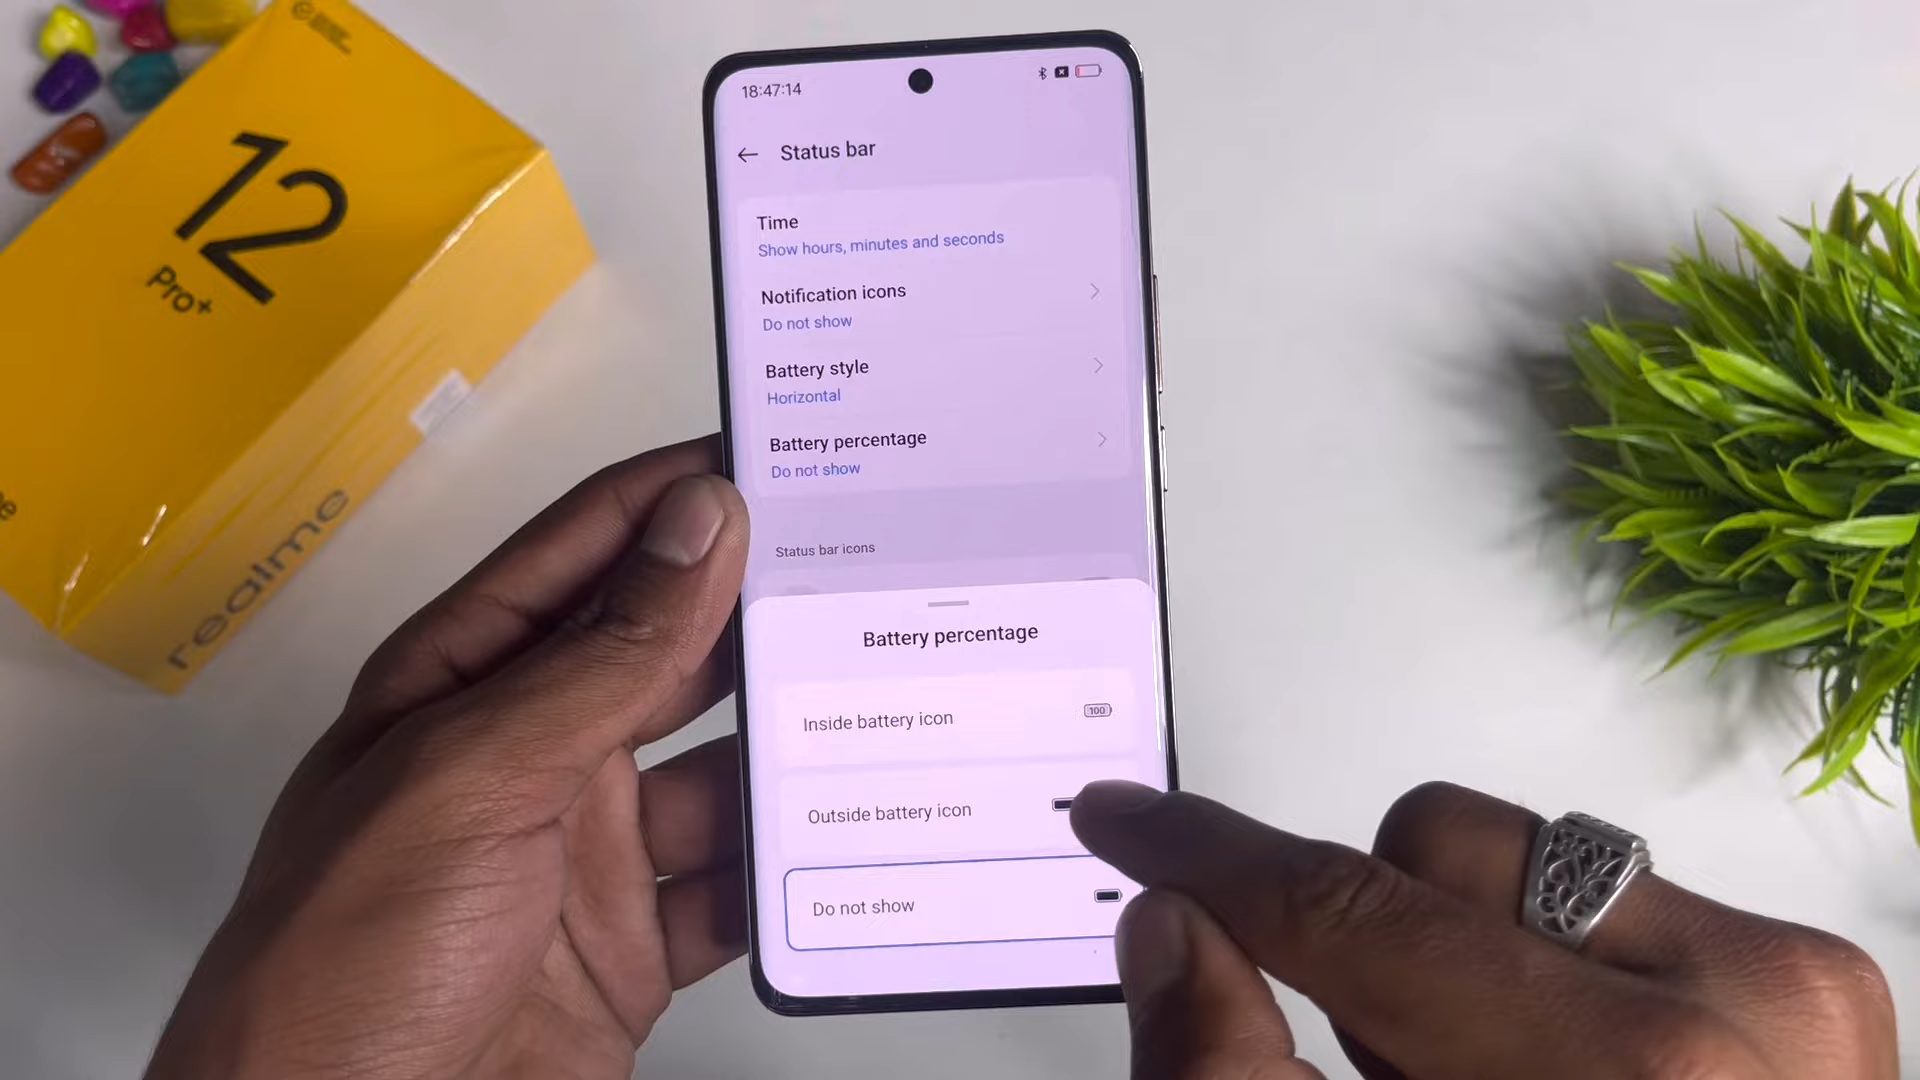 12
Pro+
realme
18:47:14
Status bar
Time
Show hours, minutes and seconds
Notification icons
Do not show
Battery style
Horizontal
Battery percentage
Do not show
Status bar icons
Battery percentage
Inside battery icon
100
Outside battery icon
Do not show